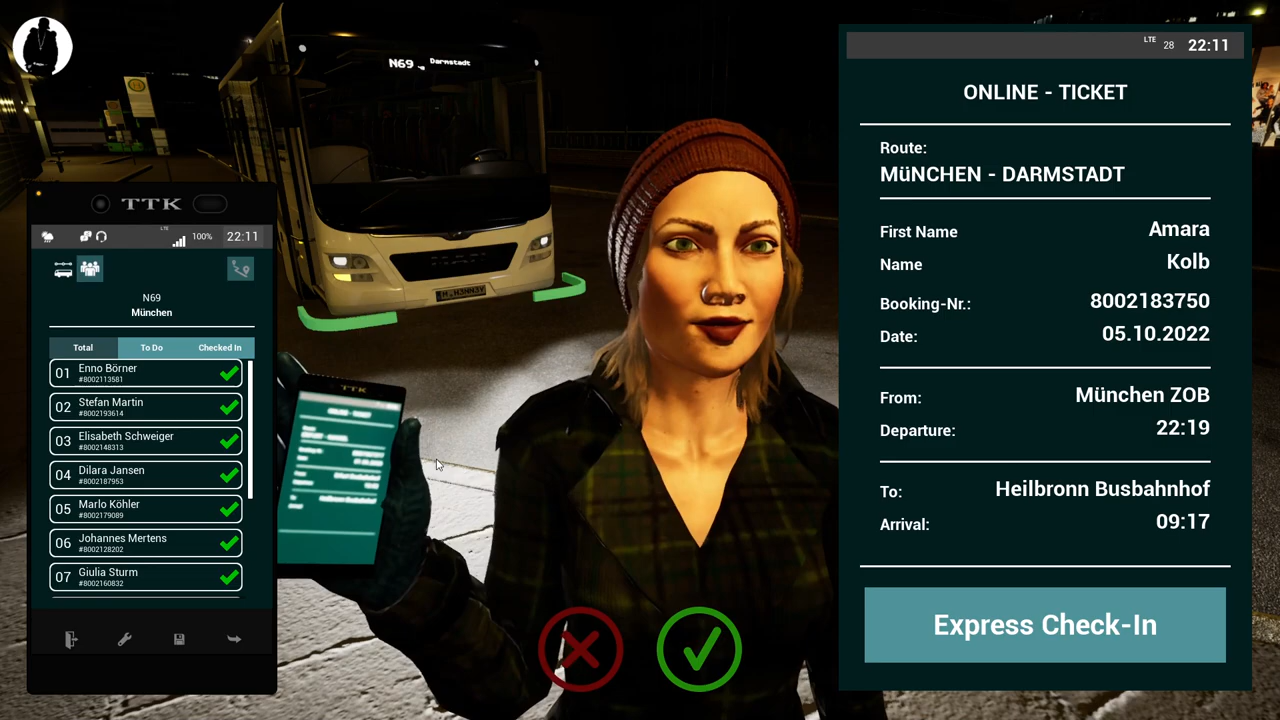 N69 Darmstadt
TTK
LTE
100%
22:11
N69
München
Total
To Do
Checked In
01 Enno Börner
#8002113581
02 Stefan Martin
#8002193614
03 Elisabeth Schweiger
#8002148313
04 Dilara Jansen
#8002187953
05 Marlo Köhler
#8002179089
06 Johannes Mertens
#8002128202
07 Giulia Sturm
#8002160832
TTK
ONLINE - TICKET
LTE 28 22:11
ONLINE - TICKET
Route:
MüNCHEN - DARMSTADT
First Name Amara
Name Kolb
Booking-Nr.: 8002183750
Date: 05.10.2022
From: München ZOB
Departure: 22:19
To: Heilbronn Busbahnhof
Arrival: 09:17
Express Check-In